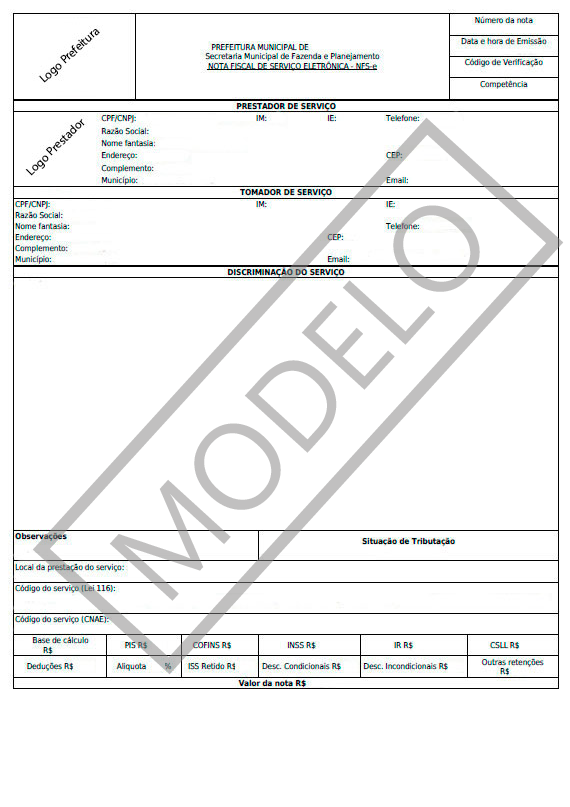 Logo Prefeitura
PREFEITURA MUNICIPAL DE
Secretaria Municipal de Fazenda e Planejamento
NOTA FISCAL DE SERVIÇO ELETRÔNICA - NFS-e
Número da nota
Data e hora de Emissão
Código de Verificação
Competência
PRESTADOR DE SERVIÇO
Logo Prestador
CPF/CNPJ: IM: IE: Telefone:
Razão Social:
Nome fantasia:
Endereço: CEP:
Complemento:
Município: Email:
TOMADOR DE SERVIÇO
CPF/CNPJ: IM: IE:
Razão Social:
Nome fantasia: Telefone:
Endereço: CEP:
Complemento:
Município: Email:
DISCRIMINAÇÃO DO SERVIÇO
MODELO
Observações
Situação de Tributação
Local da prestação do serviço:
Código do serviço (Lei 116):
Código do serviço (CNAE):
Base de cálculo R$ PIS R$ COFINS R$ INSS R$ IR R$ CSLL R$
Deduções R$ Aliquota % ISS Retido R$ Desc. Condicionais R$ Desc. Incondicionais R$ Outras retenções R$
Valor da nota R$